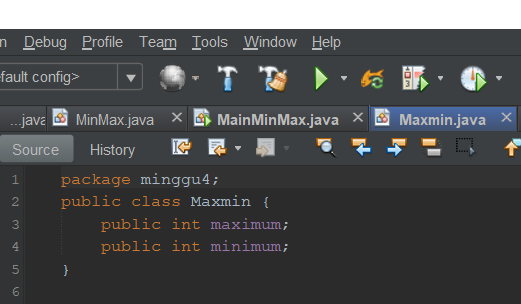 n Debug Profile Team Tools Window Help
efault config>
...java MinMax.java MainMinMax.java Maxmin.java
Source History
1 package minggu4;
2 public class Maxmin {
3 public int maximum;
4 public int minimum;
5 }
6